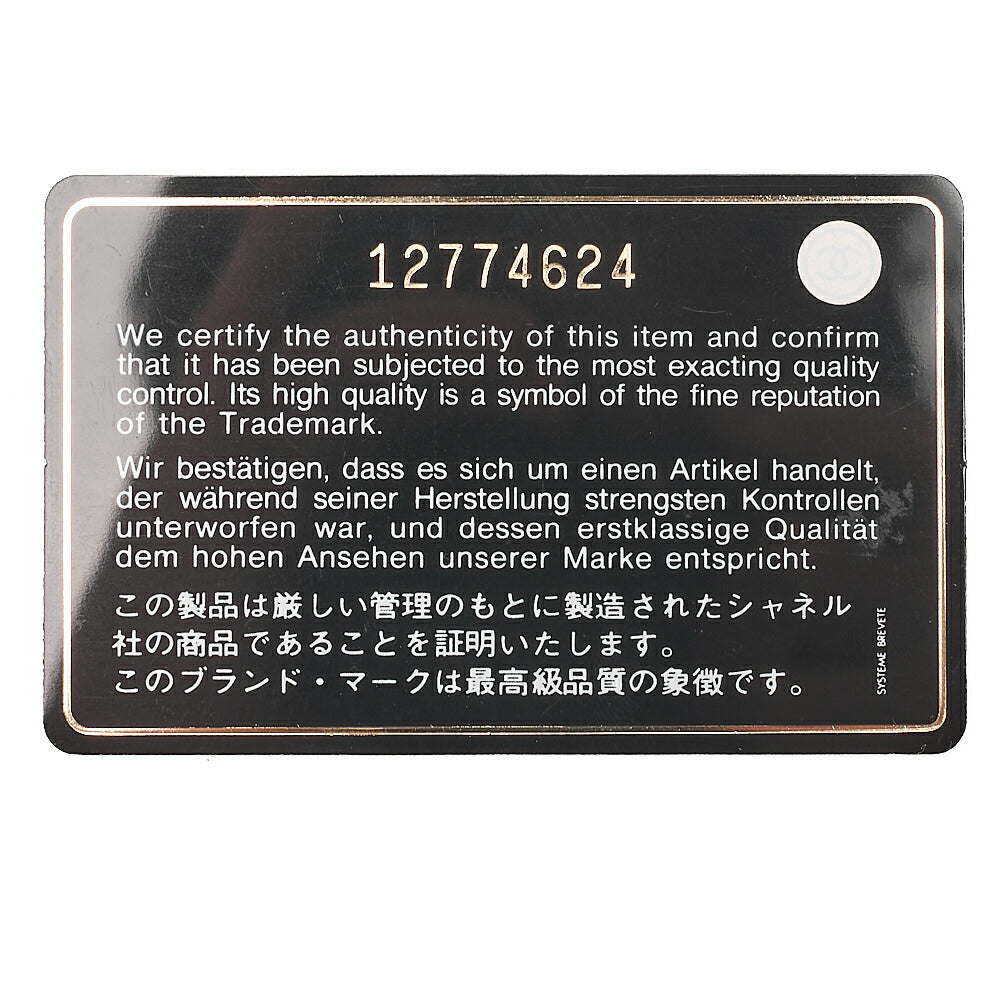 12774624
We certify the authenticity of this item and confirm
that it has been subjected to the most exacting quality
control. Its high quality is a symbol of the fine reputation
of the Trademark.
Wir bestätigen, dass es sich um einen Artikel handelt,
der während seiner Herstellung strengsten Kontrollen
unterworfen war, und dessen erstklassige Qualität
dem hohen Ansehen unserer Marke entspricht.
この製品は厳しい管理のもとに製造されたシャネル
社の商品であることを証明いたします。
このブランド・マークは最高級品質の象徴です。
SYSTEME BREVETE